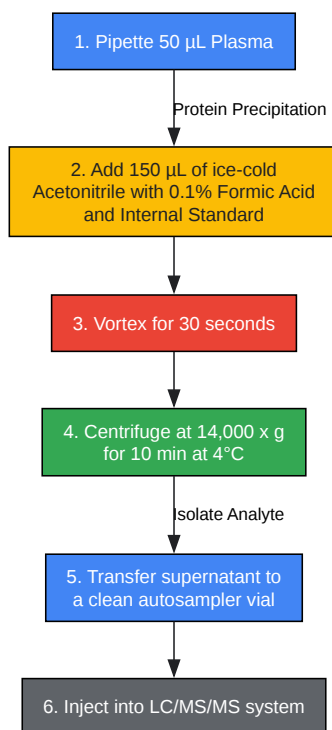 1. Pipette 50 µL Plasma
Protein Precipitation
2. Add 150 µL of ice-cold
Acetonitrile with 0.1% Formic Acid
and Internal Standard
3. Vortex for 30 seconds
4. Centrifuge at 14,000 x g
for 10 min at 4°C
Isolate Analyte
5. Transfer supernatant to
a clean autosampler vial
6. Inject into LC/MS/MS system